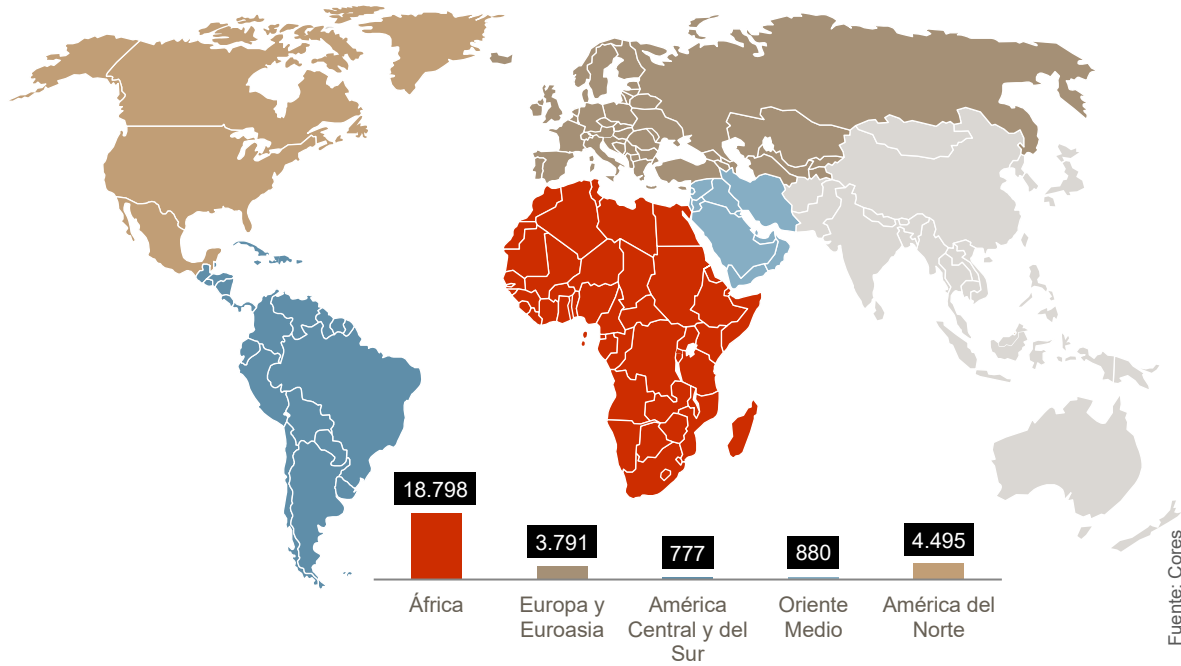 18.798
3.791
777
880
4.495
África
Europa y
Euroasia
América
Central y del
Sur
Oriente
Medio
América del
Norte
Fuente: Cores